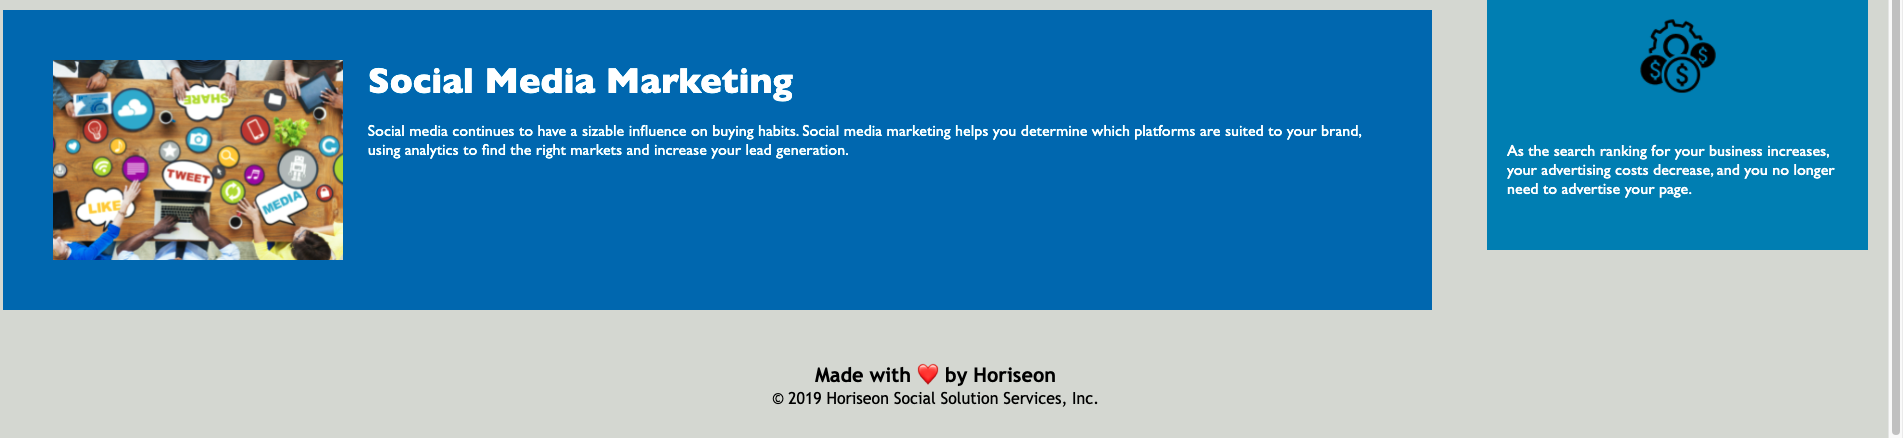 Social Media Marketing
Social media continues to have a sizable influence on buying habits. Social media marketing helps you determine which platforms are suited to your brand,
using analytics to find the right markets and increase your lead generation.
SHARE
TWEET
LIKE
MEDIA
$
$
$
As the search ranking for your business increases,
your advertising costs decrease, and you no longer
need to advertise your page.
Made with ❤️ by Horiseon
© 2019 Horiseon Social Solution Services, Inc.